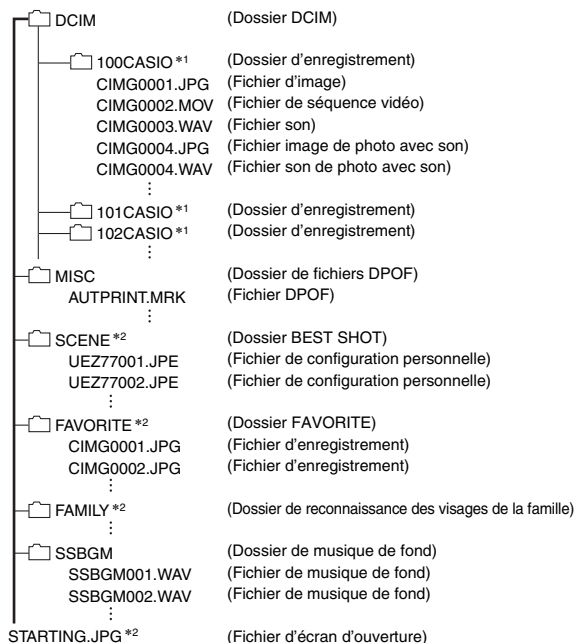 DCIM (Dossier DCIM)
100CASIO *1 (Dossier d'enregistrement)
CIMG0001.JPG (Fichier d'image)
CIMG0002.MOV (Fichier de séquence vidéo)
CIMG0003.WAV (Fichier son)
CIMG0004.JPG (Fichier image de photo avec son)
CIMG0004.WAV (Fichier son de photo avec son)
101CASIO *1 (Dossier d'enregistrement)
102CASIO *1 (Dossier d'enregistrement)
MISC (Dossier de fichiers DPOF)
AUTPRINT.MRK (Fichier DPOF)
SCENE *2 (Dossier BEST SHOT)
UEZ77001.JPE (Fichier de configuration personnelle)
UEZ77002.JPE (Fichier de configuration personnelle)
FAVORITE *2 (Dossier FAVORITE)
CIMG0001.JPG (Fichier d'enregistrement)
CIMG0002.JPG (Fichier d'enregistrement)
FAMILY *2 (Dossier de reconnaissance des visages de la famille)
SSBGM (Dossier de musique de fond)
SSBGM001.WAV (Fichier de musique de fond)
SSBGM002.WAV (Fichier de musique de fond)
STARTING.JPG *2 (Fichier d'écran d'ouverture)